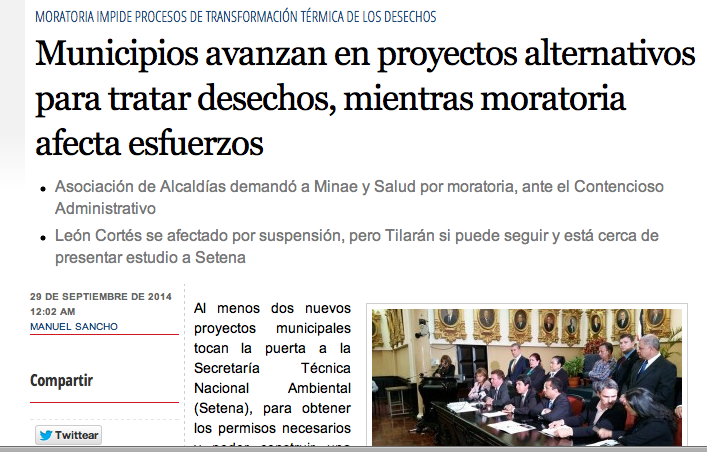 MORATORIA IMPIDE PROCESOS DE TRANSFORMACIÓN TÉRMICA DE LOS DESECHOS
Municipios avanzan en proyectos alternativos
para tratar desechos, mientras moratoria
afecta esfuerzos
• Asociación de Alcaldías demandó a Minae y Salud por moratoria, ante el Contencioso
Administrativo
• León Cortés se afectado por suspensión, pero Tilarán si puede seguir y está cerca de
presentar estudio a Setena
29 DE SEPTIEMBRE DE 2014
12:02 AM
MANUEL SANCHO
Compartir
Twittear
Al menos dos nuevos
proyectos municipales
tocan la puerta a la
Secretaría Técnica
Nacional Ambiental
(Setena), para obtener
los permisos necesarios